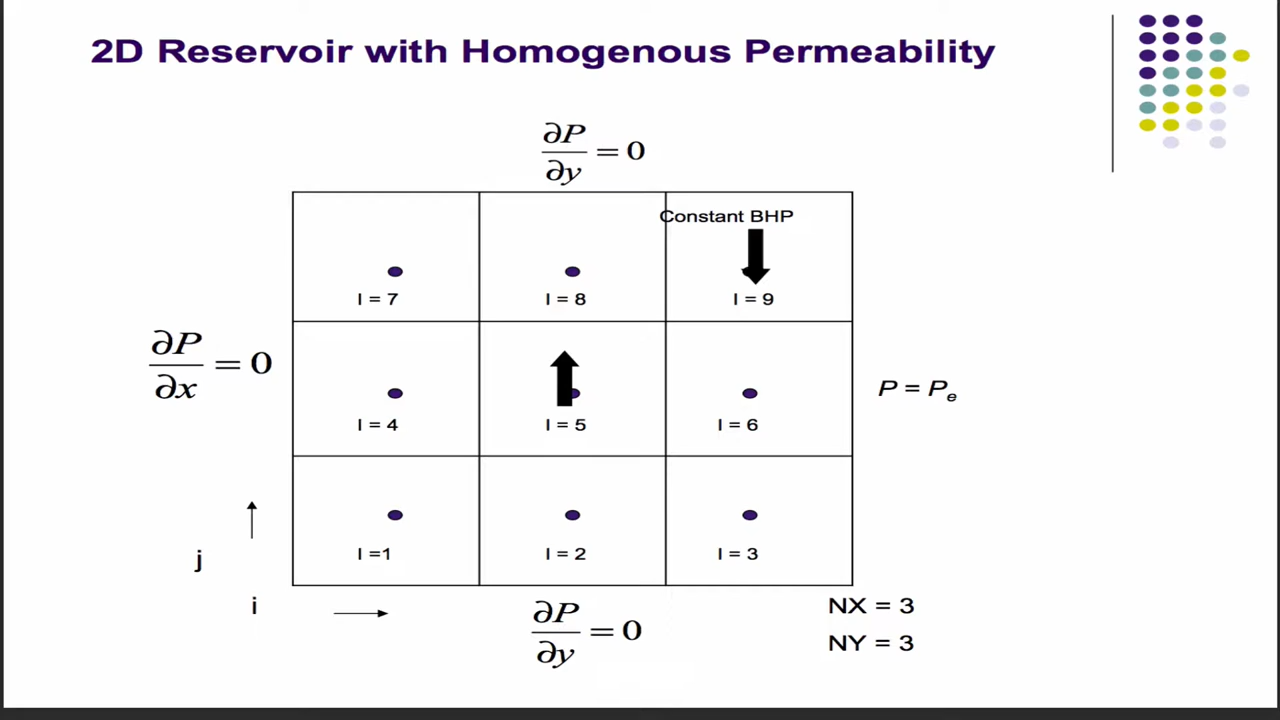 2D Reservoir with Homogenous Permeability
∂P/∂y = 0
Constant BHP
I = 7
I = 8
I = 9
∂P/∂x = 0
P = Pₑ
I = 4
I = 5
I = 6
j
I =1
I = 2
I = 3
i
∂P/∂y = 0
NX = 3
NY = 3